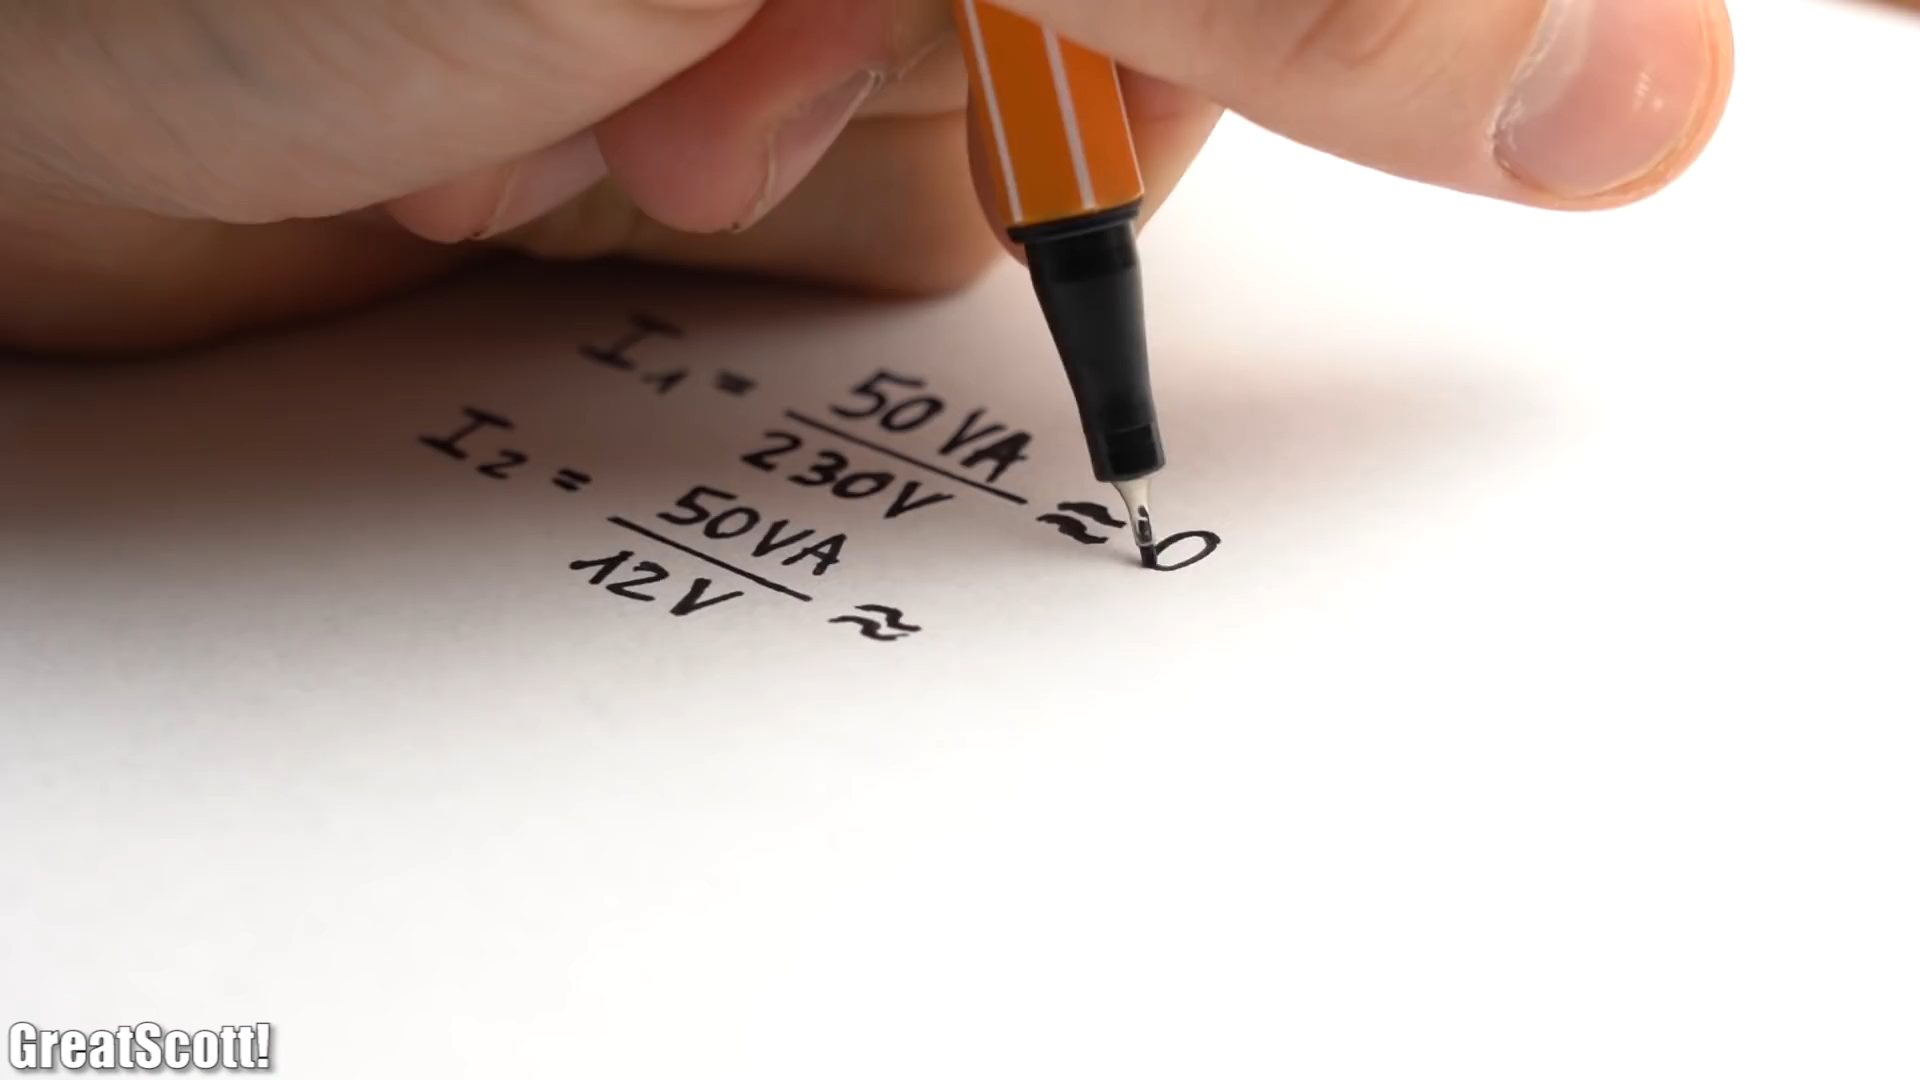 I₁ = 50VA / 230V ≈ 0
I₂ = 50VA / 12V ≈
GreatScott!